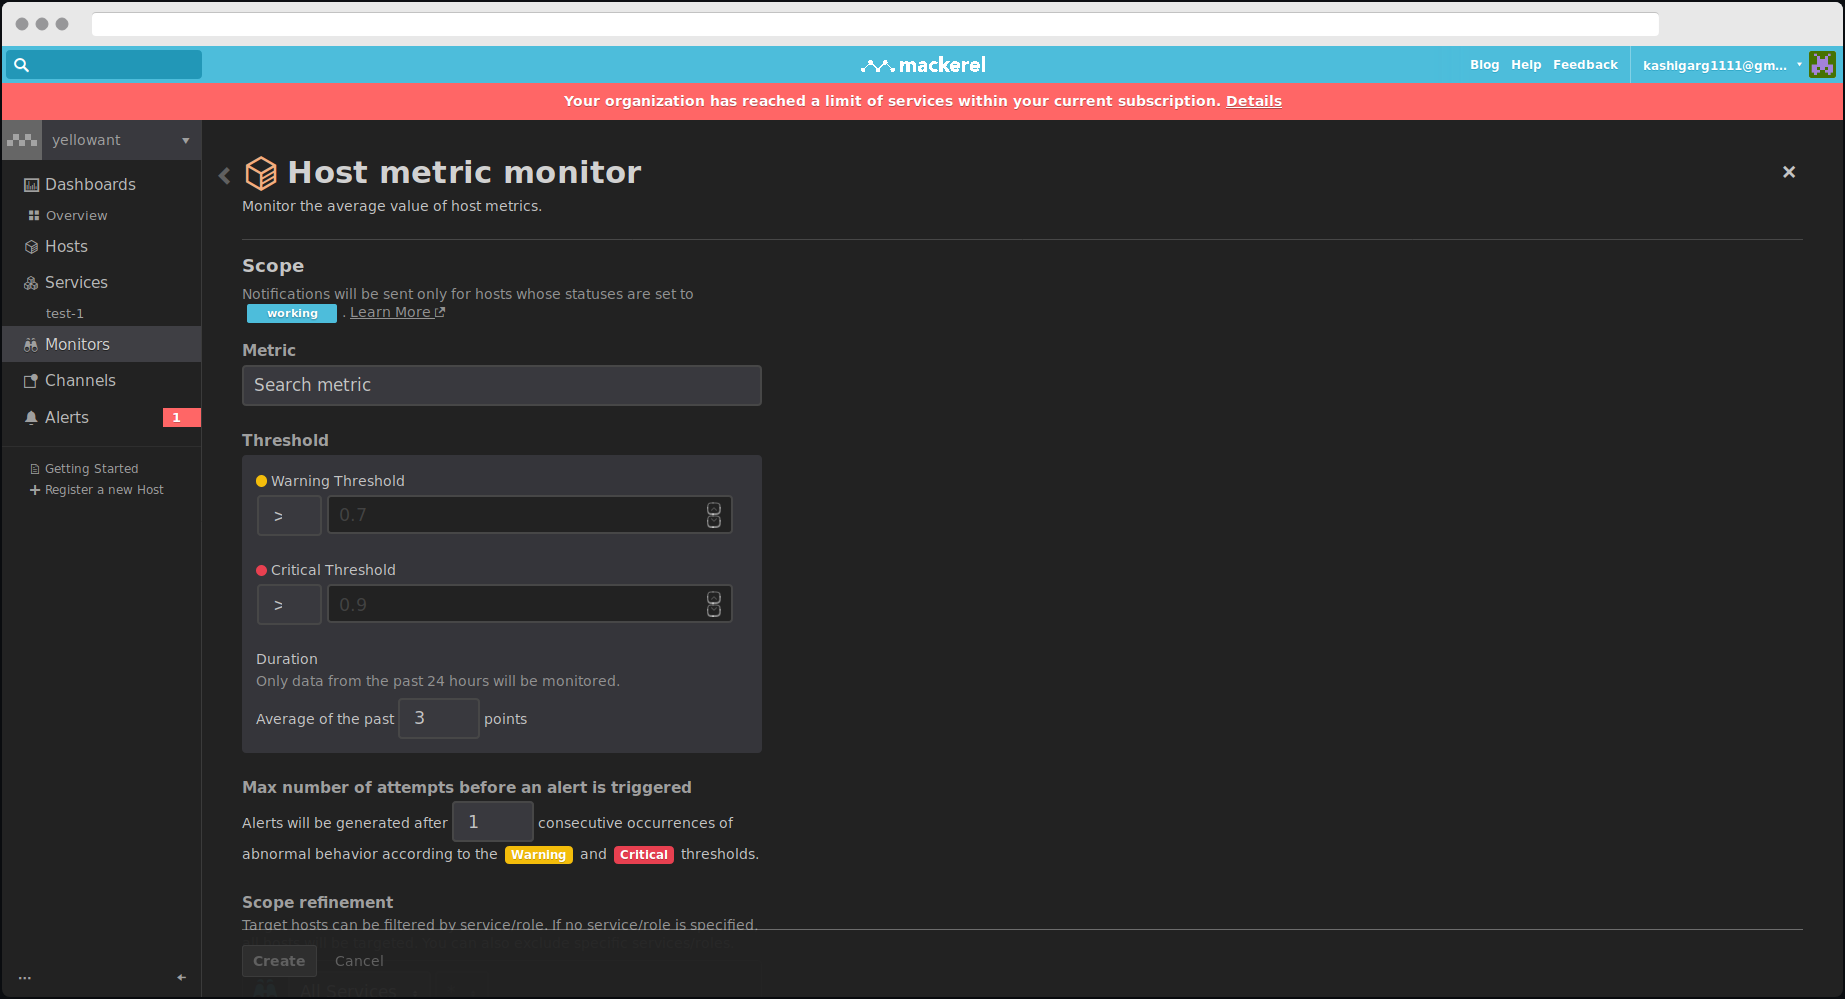 mackerel
Blog Help Feedback kashigarg1111@gm...
Your organization has reached a limit of services within your current subscription. Details
yellowant
Dashboards
Overview
Hosts
Services
test-1
Monitors
Channels
Alerts 1
Getting Started
Register a new Host
Host metric monitor
Monitor the average value of host metrics.
Scope
Notifications will be sent only for hosts whose statuses are set to
working . Learn More
Metric
Search metric
Threshold
Warning Threshold
> 0.7
Critical Threshold
> 0.9
Duration
Only data from the past 24 hours will be monitored.
Average of the past 3 points
Max number of attempts before an alert is triggered
Alerts will be generated after 1 consecutive occurrences of
abnormal behavior according to the Warning and Critical thresholds.
Scope refinement
Target hosts can be filtered by service/role. If no service/role is specified,
Create Cancel
All Services